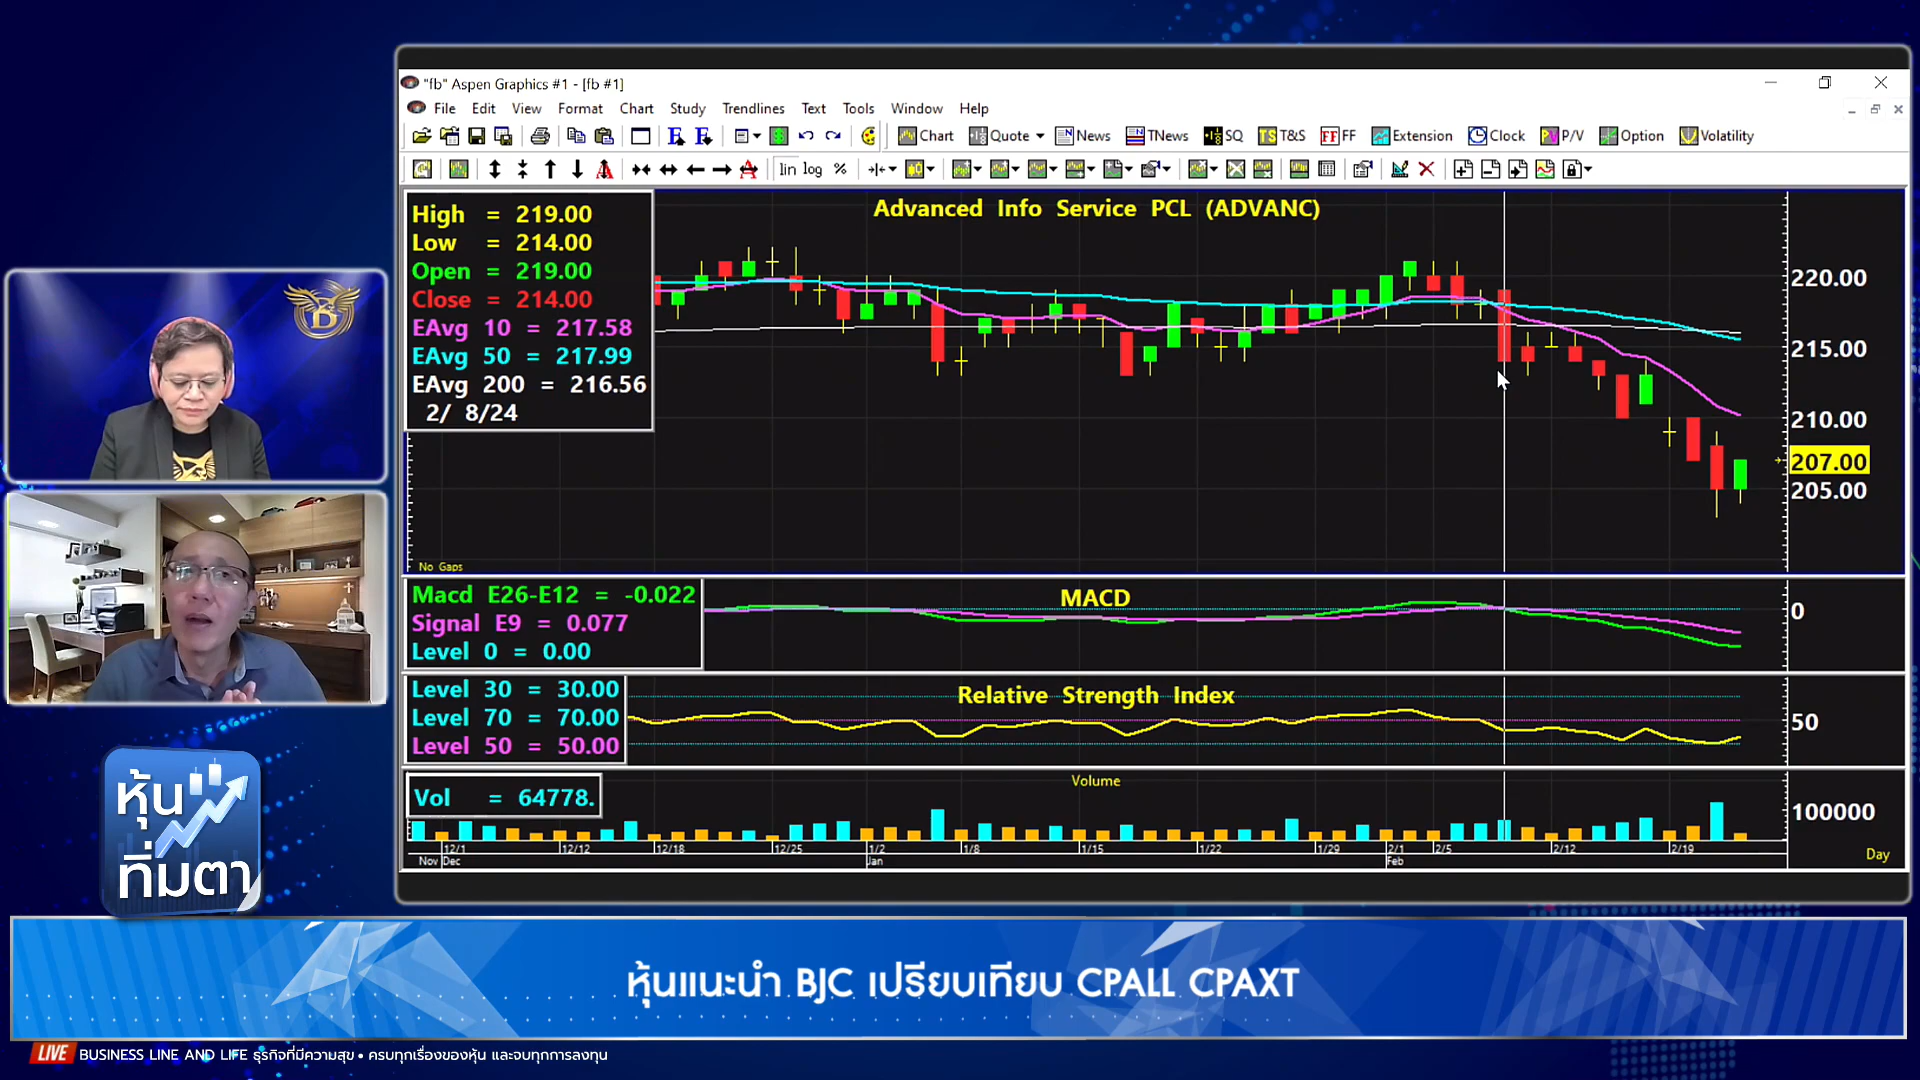 "fb" Aspen Graphics #1 - [fb #1]
File Edit View Format Chart Study Trendlines Text Tools Window Help
Chart Quote News TNews SQ TS T&S FF FF Extension Clock P/V P/V Option Volatility
lin log %
Advanced Info Service PCL (ADVANC)
High = 219.00
Low = 214.00
Open = 219.00
Close = 214.00
EAvg 10 = 217.58
EAvg 50 = 217.99
EAvg 200 = 216.56
2/ 8/24
220.00
215.00
210.00
207.00
205.00
No Gaps
MACD
Macd E26-E12 = -0.022
Signal E9 = 0.077
Level 0 = 0.00
0
Relative Strength Index
Level 30 = 30.00
Level 70 = 70.00
Level 50 = 50.00
50
Volume
Vol = 64778.
100000
12/1 12/12 12/18 12/25 1/2 1/8 1/15 1/22 1/29 2/1 2/5 2/12 2/19
Nov Dec Jan Feb
Day
B
หุ้น
ทิ่มตา
หุ้นแนะนำ BJC เปรียบเทียบ CPALL CPAXT
LIVE BUSINESS LINE AND LIFE ธุรกิจที่มีความสุข • ครบทุกเรื่องของหุ้น และจบทุกการลงทุน